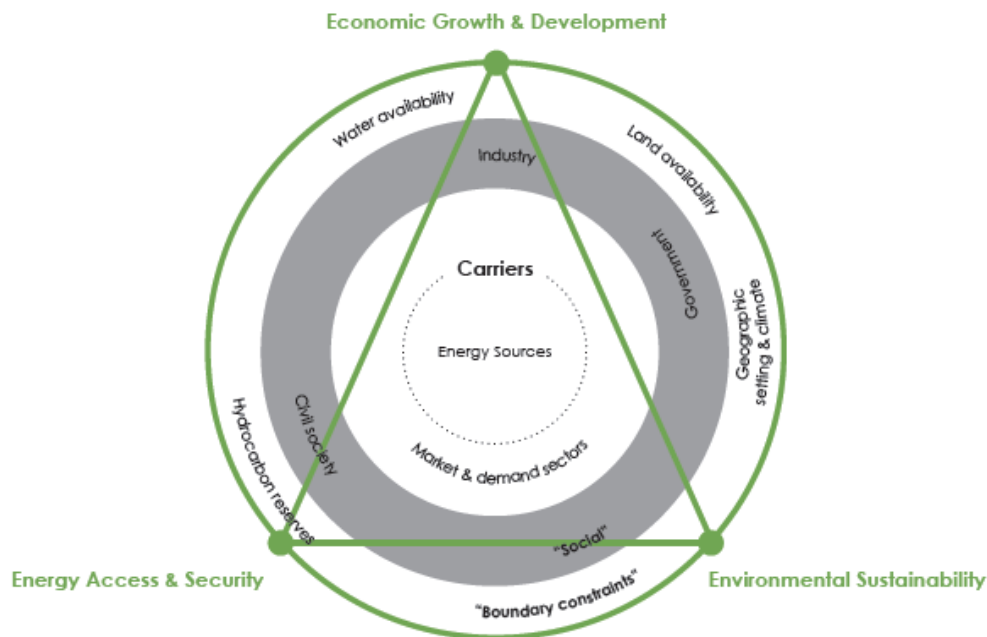 Economic Growth & Development
Water availability
Land availability
Industry
Government
Carriers
Geographic
setting & climate
Energy Sources
Civil society
Hydrocarbon reserves
Market & demand sectors
"Social"
Energy Access & Security
Environmental Sustainability
"Boundary constraints"